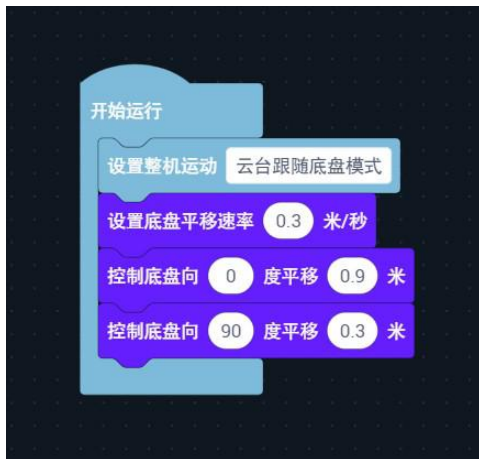 开始运行
设置整机运动 云台跟随底盘模式
设置底盘平移速率 0.3 米/秒
控制底盘向 0 度平移 0.9 米
控制底盘向 90 度平移 0.3 米